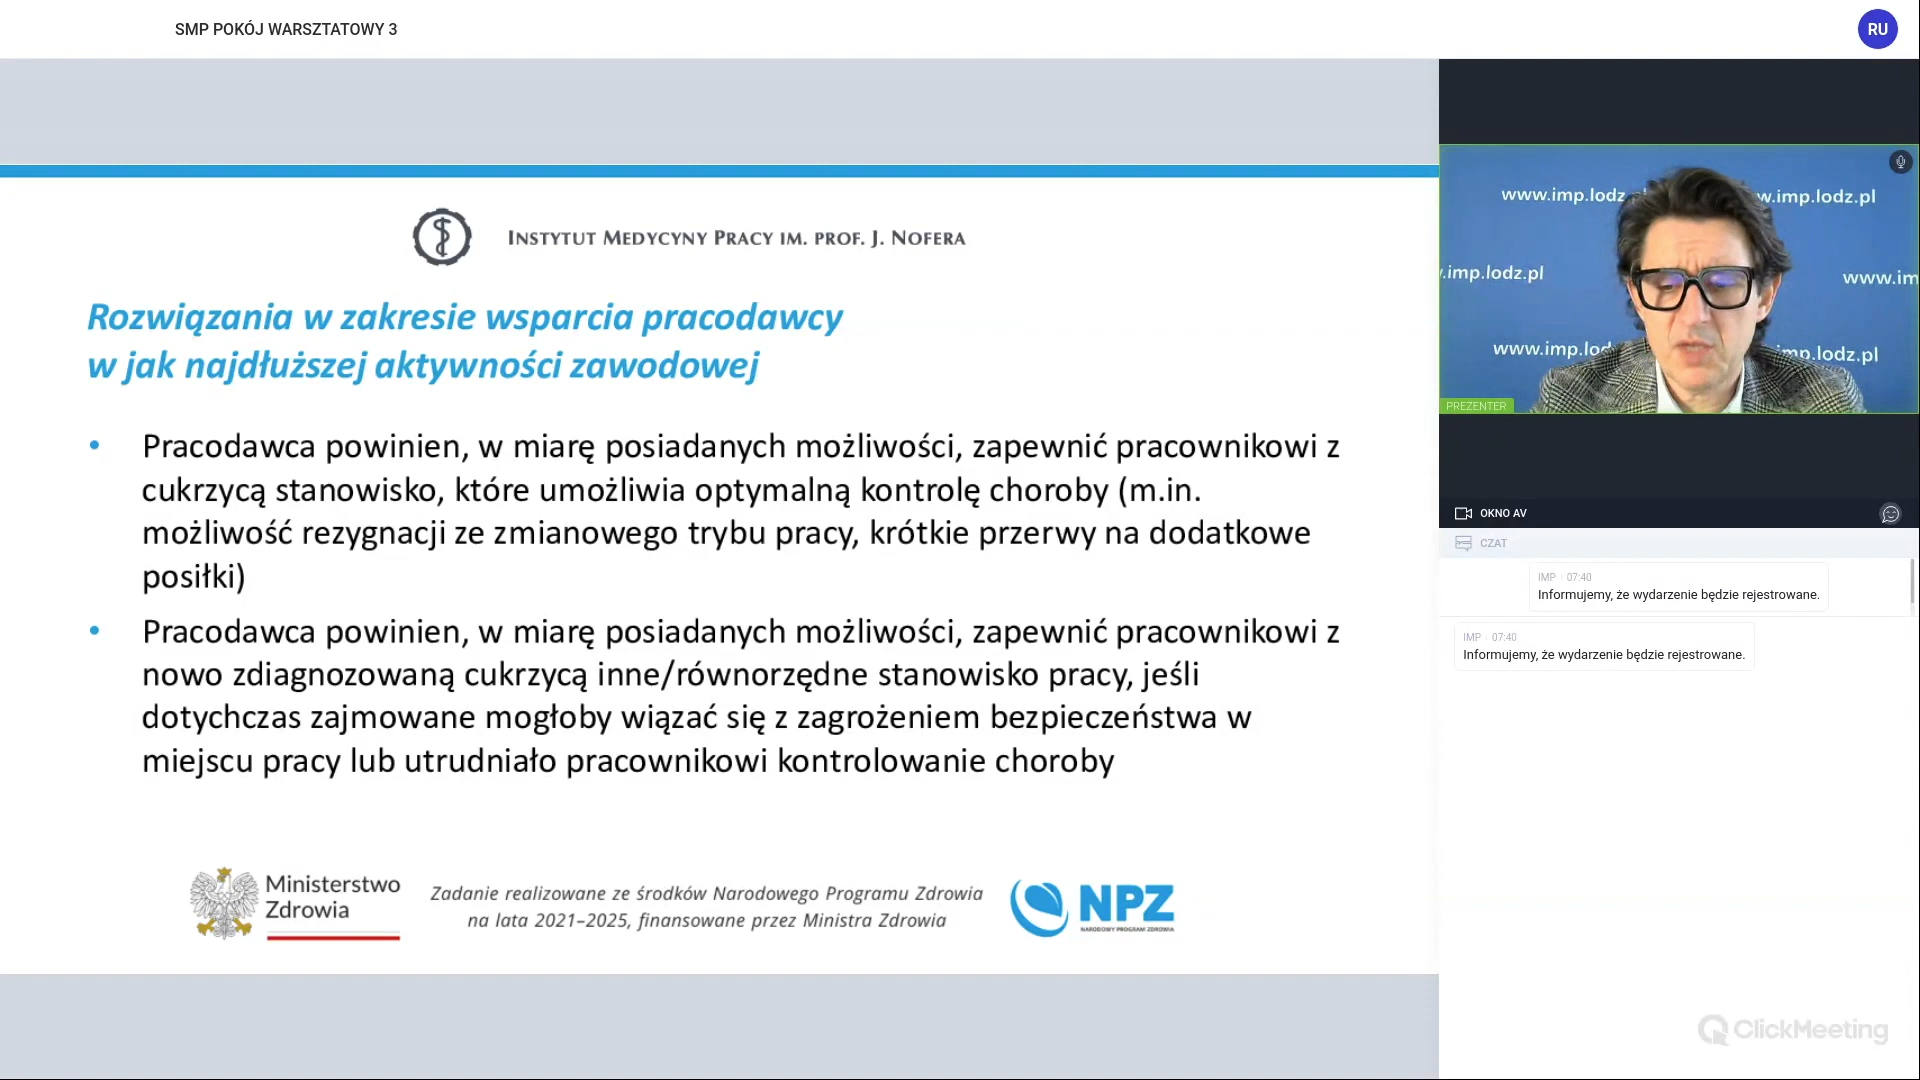 SMP POKÓJ WARSZTATOWY 3
RU
INSTYTUT MEDYCYNY PRACY IM. PROF. J. NOFERA
Rozwiązania w zakresie wsparcia pracodawcy
w jak najdłuższej aktywności zawodowej
• Pracodawca powinien, w miarę posiadanych możliwości, zapewnić pracownikowi z
cukrzycą stanowisko, które umożliwia optymalną kontrolę choroby (m.in.
możliwość rezygnacji ze zmianowego trybu pracy, krótkie przerwy na dodatkowe
posiłki)
• Pracodawca powinien, w miarę posiadanych możliwości, zapewnić pracownikowi z
nowo zdiagnozowaną cukrzycą inne/równorzędne stanowisko pracy, jeśli
dotychczas zajmowane mogłoby wiązać się z zagrożeniem bezpieczeństwa w
miejscu pracy lub utrudniało pracownikowi kontrolowanie choroby
Ministerstwo
Zdrowia
Zadanie realizowane ze środków Narodowego Programu Zdrowia
na lata 2021–2025, finansowane przez Ministra Zdrowia
NPZ
NARODOWY PROGRAM ZDROWIA
www.imp.lodz.pl
w.imp.lodz.pl
.imp.lodz.pl
www.im
www.imp.lod
mp.lodz.pl
PREZENTER
OKNO AV
CZAT
IMP 07:40
Informujemy, że wydarzenie będzie rejestrowane.
IMP 07:40
Informujemy, że wydarzenie będzie rejestrowane.
ClickMeeting